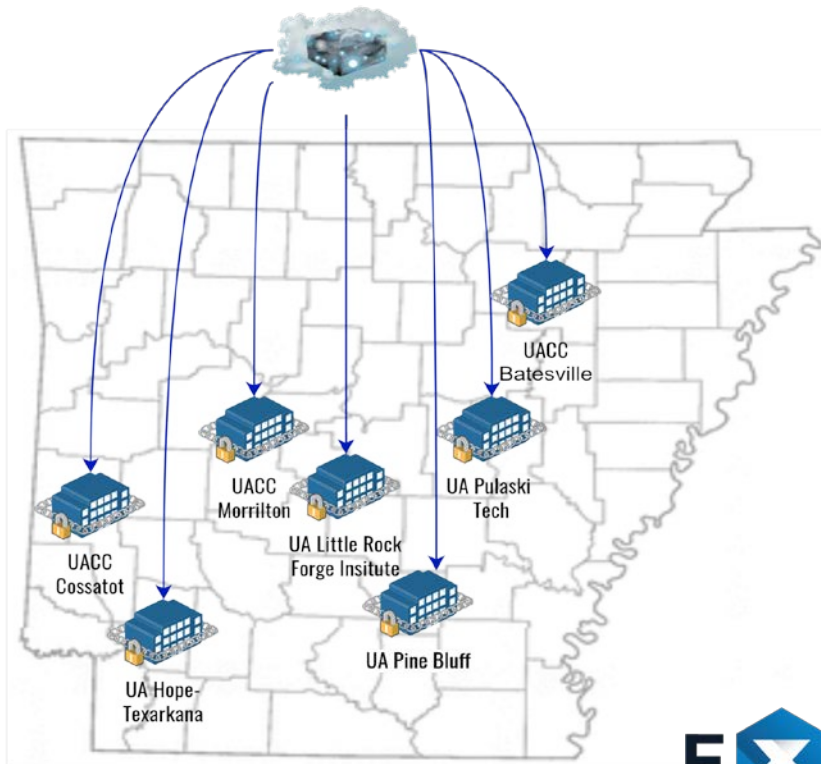 UACC
Batesville
UACC
Morrilton
UA Pulaski
Tech
UA Little Rock
Forge Insitute
UACC
Cossatot
UA Pine Bluff
UA Hope-
Texarkana